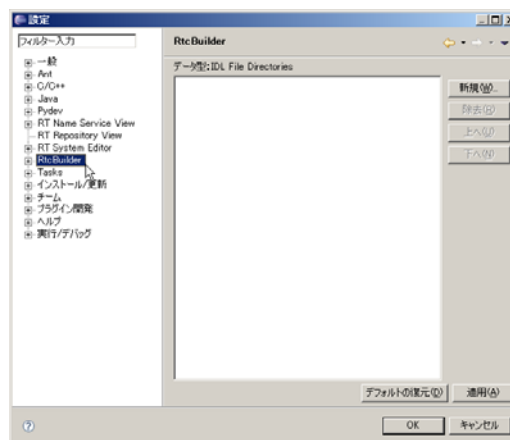 設定
フィルター入力
RtcBuilder
一般
Ant
C/C++
Java
Pydev
RT Name Service View
RT Repository View
RT System Editor
RtcBuilder
Tasks
インストール/更新
チーム
プラグイン開発
ヘルプ
実行/デバッグ
データ型:IDL File Directories
新規(W)...
除去(R)
上へ(U)
下へ(N)
デフォルトの復元(D)
適用(A)
OK
キャンセル